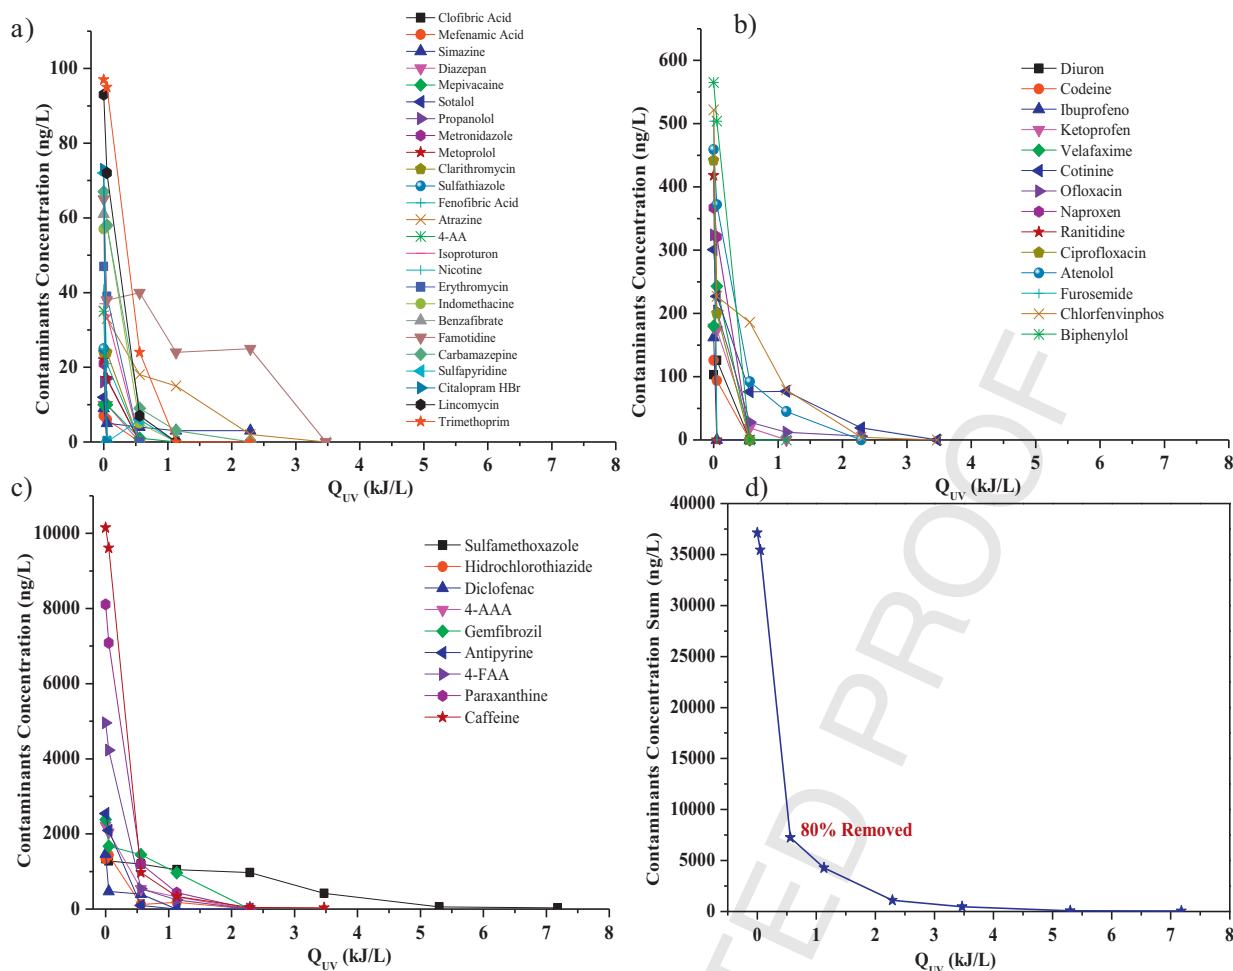 a)
Contaminants Concentration (ng/L)
100
80
60
40
20
0
0 1 2 3 4 5 6 7 8
Q_UV (kJ/L)
Clofibric Acid
Mefenamic Acid
Simazine
Diazepan
Mepivacaine
Sotalol
Propanolol
Metronidazole
Metoprolol
Clarithromycin
Sulfathiazole
Fenofibric Acid
Atrazine
4-AA
Isoproturon
Nicotine
Erythromycin
Indomethacine
Benzafibrate
Famotidine
Carbamazepine
Sulfapyridine
Citalopram HBr
Lincomycin
Trimethoprim
b)
Contaminants Concentration (ng/L)
600
500
400
300
200
100
0
0 1 2 3 4 5 6 7 8
Q_UV (kJ/L)
Diuron
Codeine
Ibuprofeno
Ketoprofen
Velafaxime
Cotinine
Ofloxacin
Naproxen
Ranitidine
Ciprofloxacin
Atenolol
Furosemide
Chlorfenvinphos
Biphenylol
c)
Contaminants Concentration (ng/L)
10000
8000
6000
4000
2000
0
0 1 2 3 4 5 6 7 8
Q_UV (kJ/L)
Sulfamethoxazole
Hidrochlorothiazide
Diclofenac
4-AAA
Gemfibrozil
Antipyrine
4-FAA
Paraxanthine
Caffeine
d)
Contaminants Concentration Sum (ng/L)
40000
35000
30000
25000
20000
15000
10000
5000
0
0 1 2 3 4 5 6 7 8
Q_UV (kJ/L)
80% Removed
TED PROOF